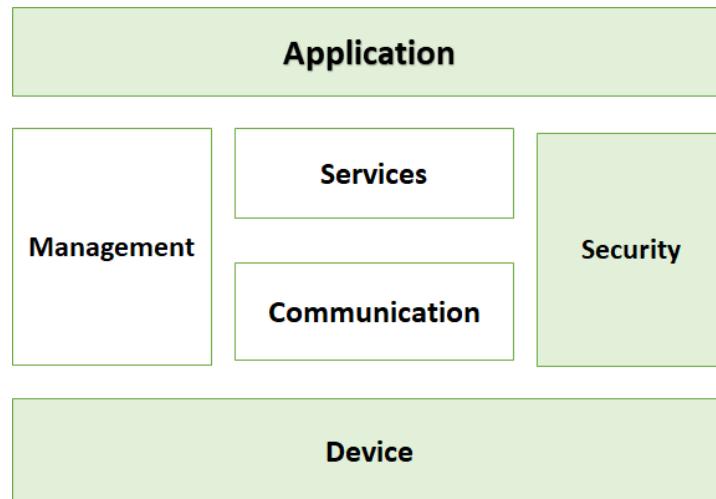 Application
Management
Services
Communication
Security
Device